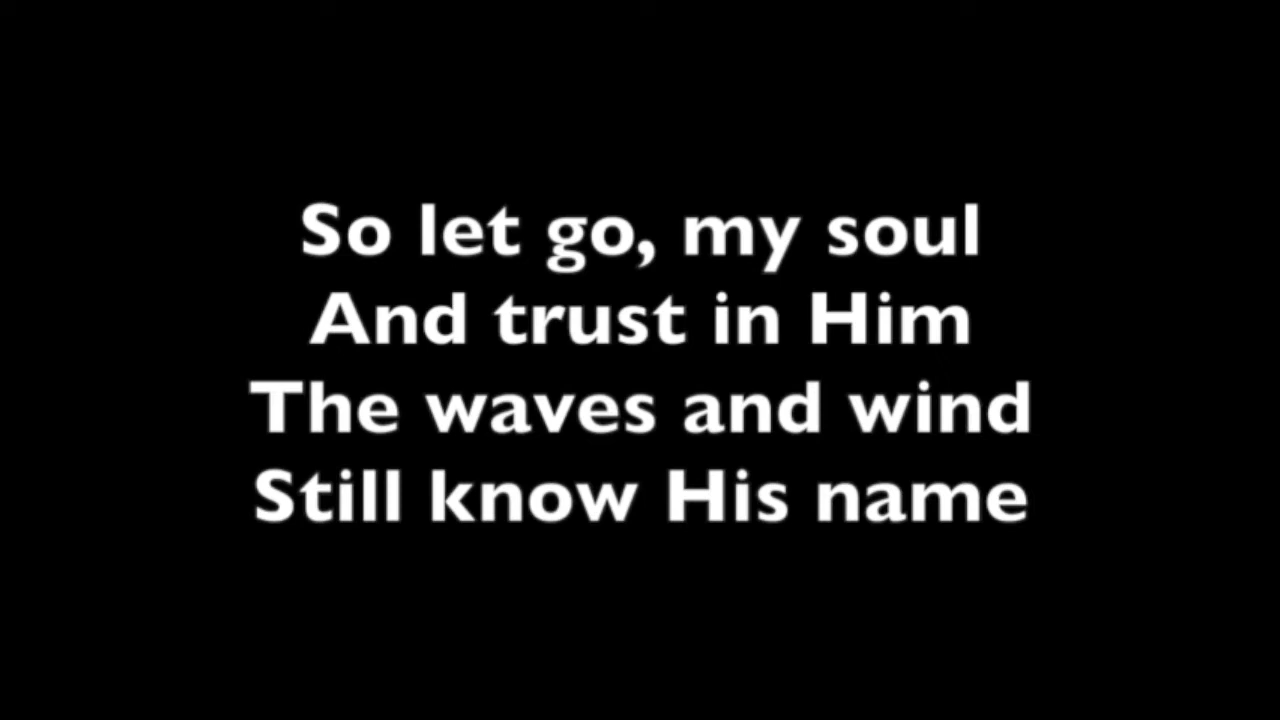 So let go, my soul
And trust in Him
The waves and wind
Still know His name